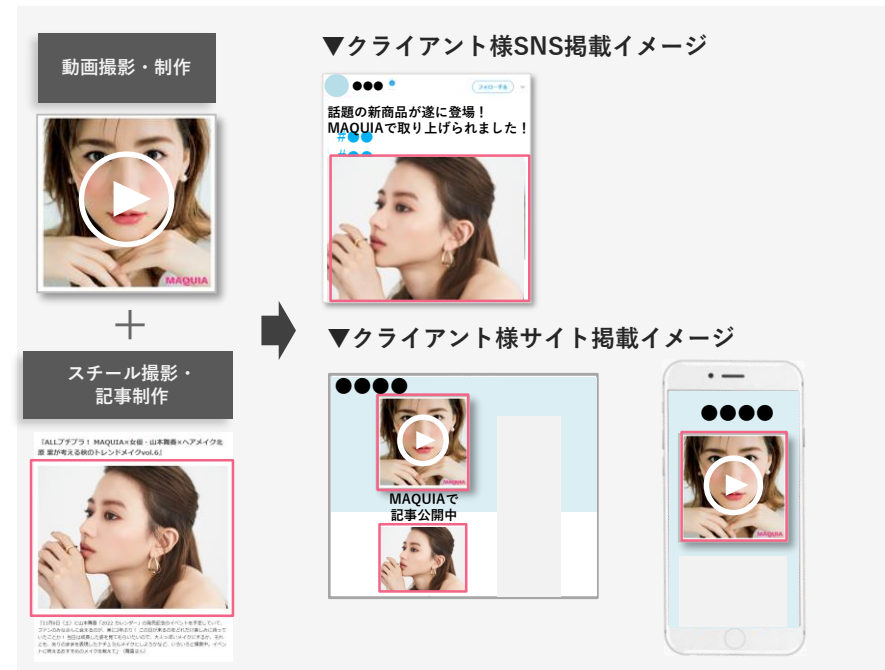 動画撮影・制作
MAQUIA
スチール撮影・
記事制作
『ALLプチプラ！ MAQUIA×女優・山本舞香×ヘアメイク北
原 果が考える秋のトレンドメイクvol.6』
▼クライアント様SNS掲載イメージ
●●●
フォローする
話題の新商品が遂に登場！
MAQUIAで取り上げられました！
#●●
#●●
▼クライアント様サイト掲載イメージ
●●●●
MAQUIA
MAQUIAで
記事公開中
●●●●
MAQUIA